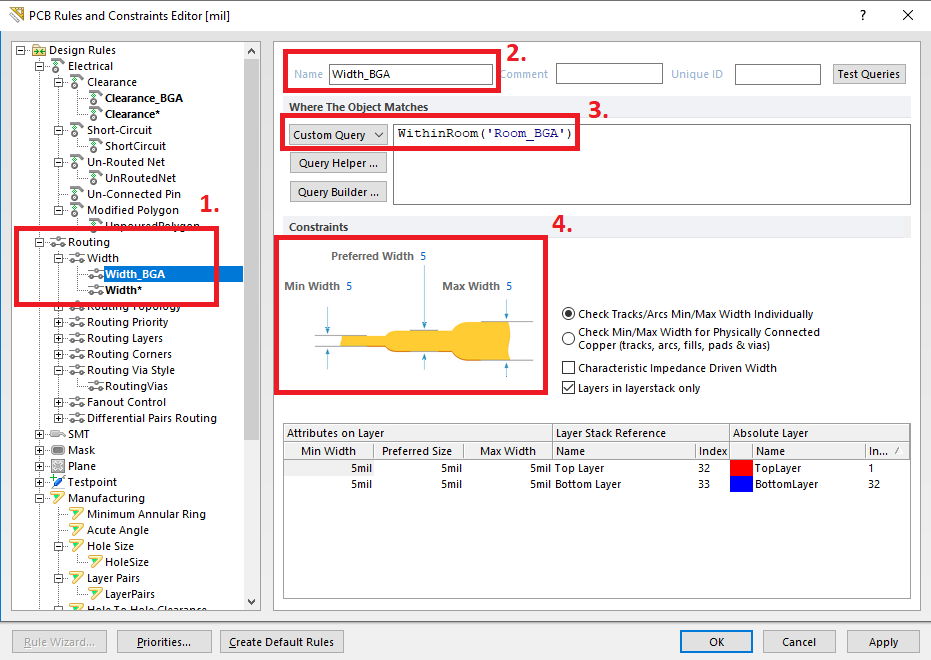 PCB Rules and Constraints Editor [mil]
?
Design Rules
Electrical
Clearance
Clearance_BGA
Clearance*
Short-Circuit
ShortCircuit
Un-Routed Net
UnRoutedNet
Un-Connected Pin
Modified Polygon
UnpouredPolygon
1.
Routing
Width
Width_BGA
Width*
Routing Topology
Routing Priority
Routing Layers
Routing Corners
Routing Via Style
RoutingVias
Fanout Control
Differential Pairs Routing
SMT
Mask
Plane
Testpoint
Manufacturing
Minimum Annular Ring
Acute Angle
Hole Size
HoleSize
Layer Pairs
LayerPairs
Hole To Hole Clearance
2.
Name Width_BGA Comment Unique ID Test Queries
Where The Object Matches
3.
Custom Query WithinRoom('Room_BGA')
Query Helper ...
Query Builder ...
Constraints
4.
Preferred Width 5
Min Width 5 Max Width 5
Check Tracks/Arcs Min/Max Width Individually
Check Min/Max Width for Physically Connected
Copper (tracks, arcs, fills, pads & vias)
Characteristic Impedance Driven Width
Layers in layerstack only
Attributes on Layer Layer Stack Reference Absolute Layer
Min Width Preferred Size Max Width Name Index Name In...
5mil 5mil 5mil Top Layer 32 TopLayer 1
5mil 5mil 5mil Bottom Layer 33 BottomLayer 32
Rule Wizard... Priorities... Create Default Rules OK Cancel Apply